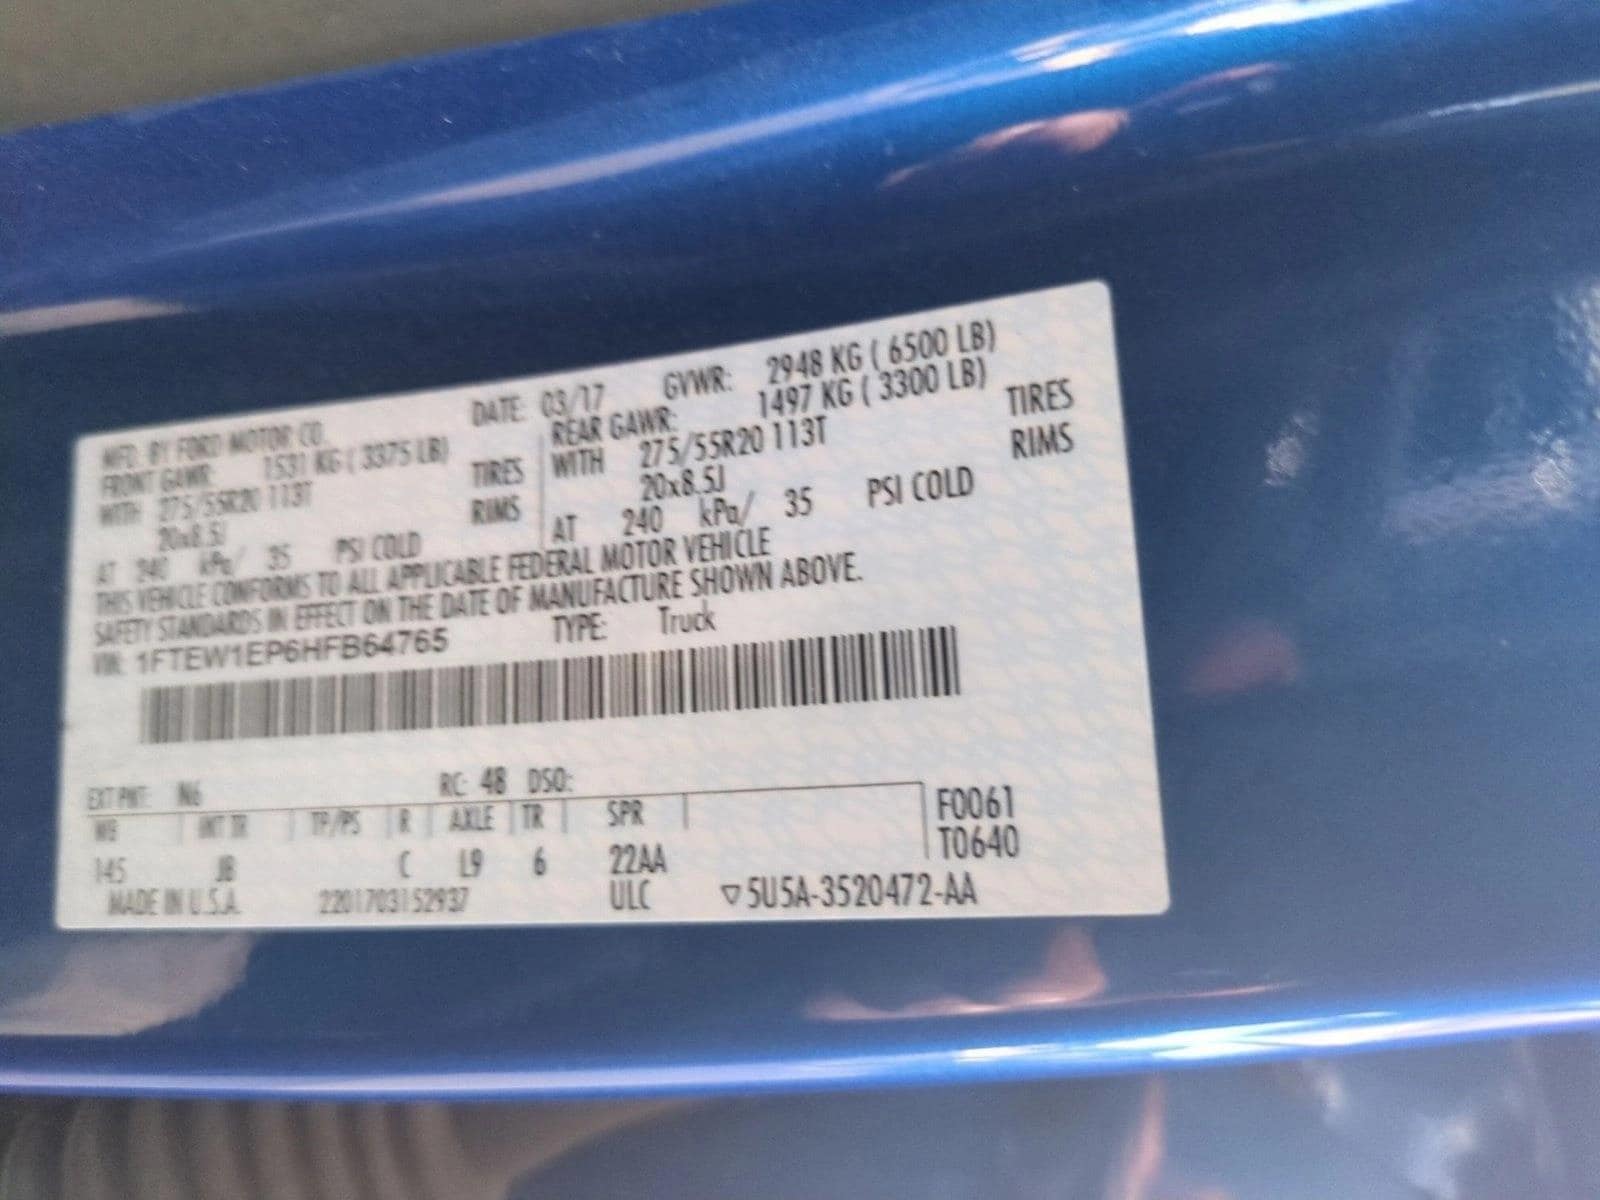 MFD. BY FORD MOTOR CO.
DATE: 03/17 GVWR: 2948 KG ( 6500 LB)
FRONT GAWR: 1531 KG ( 3375 LB)
REAR GAWR: 1497 KG ( 3300 LB)
WITH 275/55R20 113T TIRES
WITH 275/55R20 113T TIRES
20x8.5J RIMS
20x8.5J RIMS
AT 240 kPa/ 35 PSI COLD
AT 240 kPa/ 35 PSI COLD
THIS VEHICLE CONFORMS TO ALL APPLICABLE FEDERAL MOTOR VEHICLE
SAFETY STANDARDS IN EFFECT ON THE DATE OF MANUFACTURE SHOWN ABOVE.
VIN: 1FTEW1EP6HFB64765 TYPE: Truck
EXT PNT: N6 RC: 48 DSO:
WB INT TR TP/PS R AXLE TR SPR F0061
145 JB C L9 6 22AA T0640
MADE IN U.S.A. 2201703152937 ULC ▽5U5A-3520472-AA